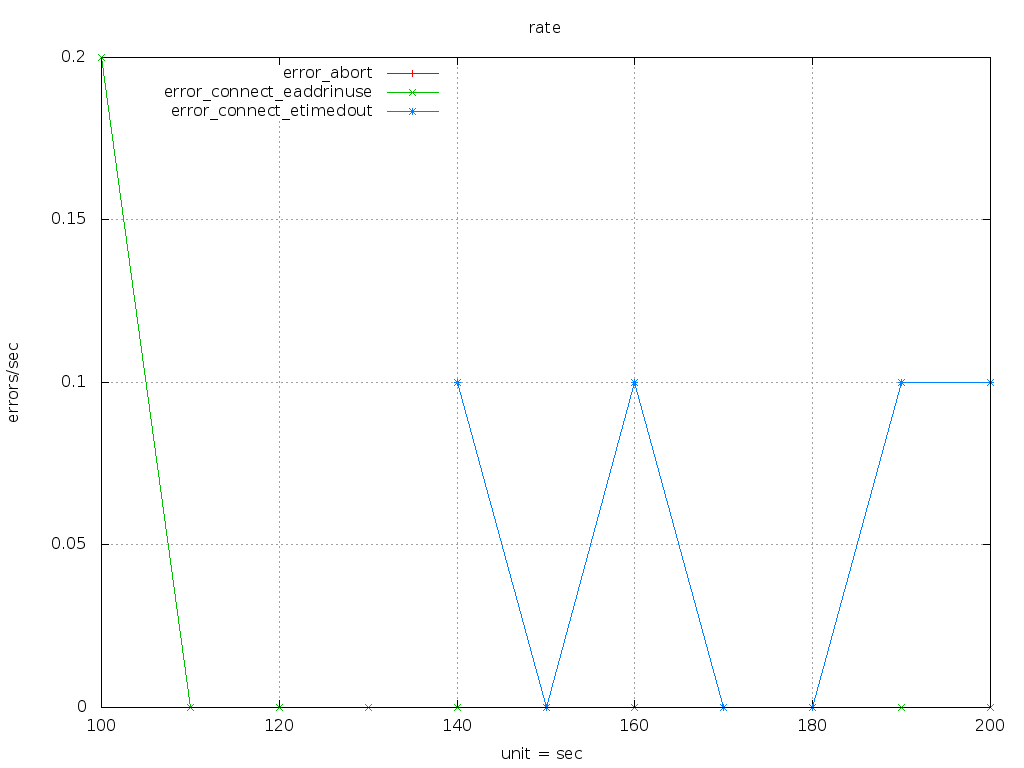 rate
error_abort
error_connect_eaddrinuse
error_connect_etimedout
errors/sec
0.2
0.15
0.1
0.05
0
100 120 140 160 180 200
unit = sec